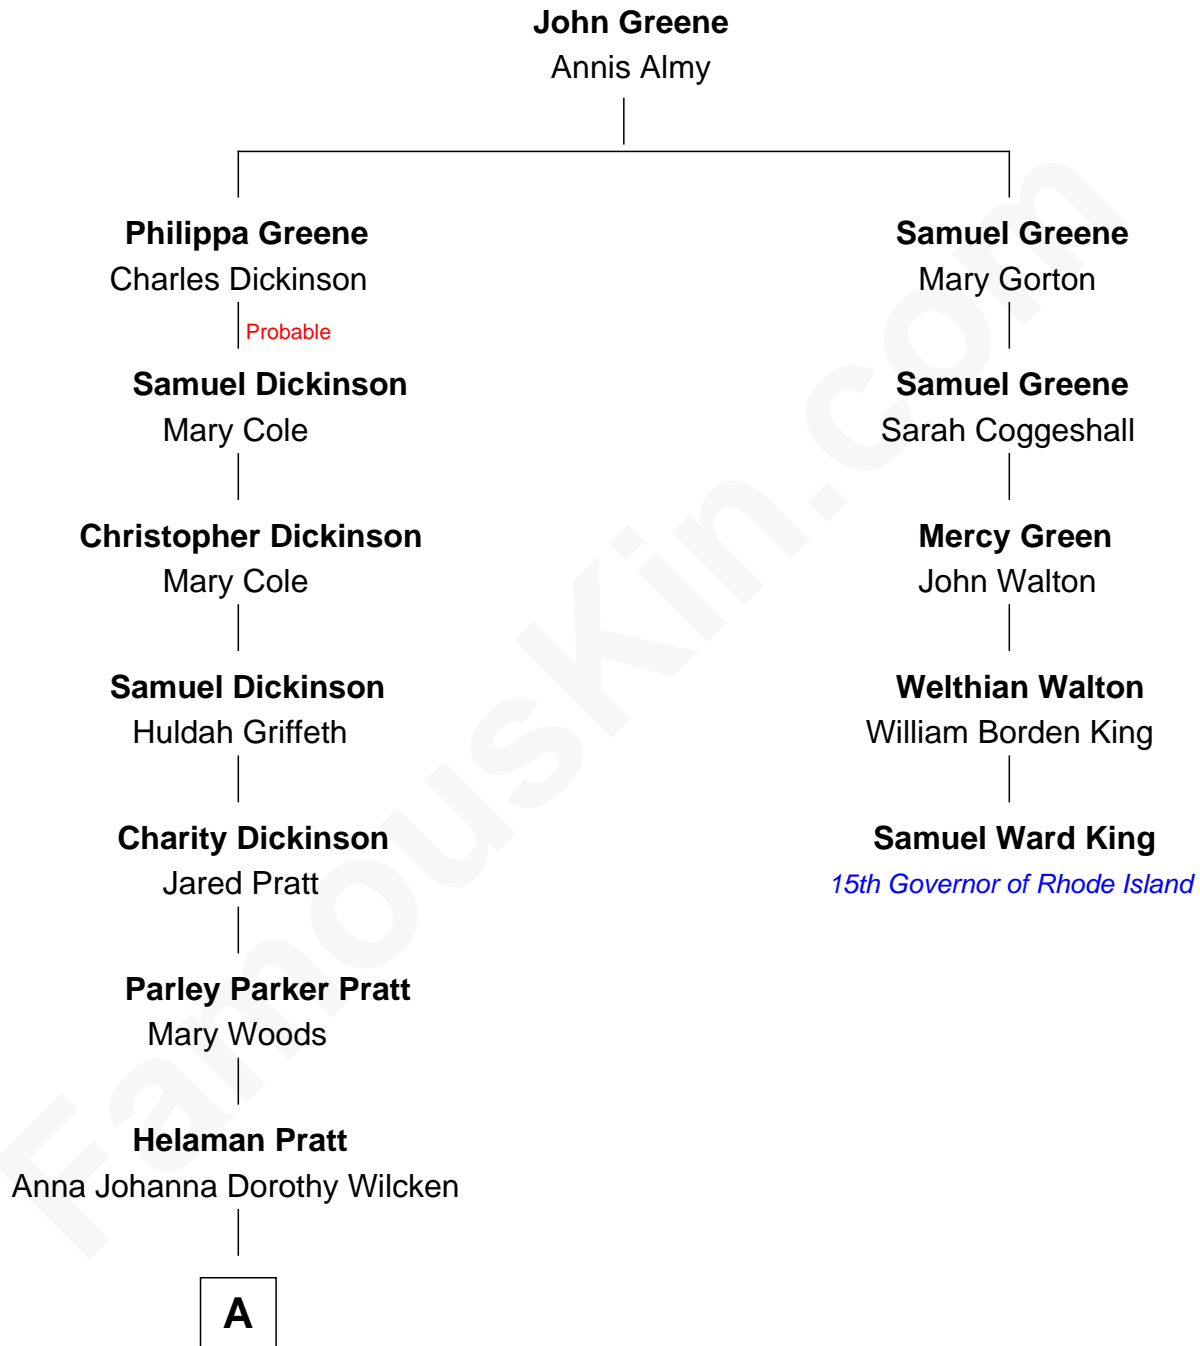 John Greene
Annis Almy
Philippa Greene
Charles Dickinson
Probable
Samuel Dickinson
Mary Cole
Christopher Dickinson
Mary Cole
Samuel Dickinson
Huldah Griffeth
Charity Dickinson
Jared Pratt
Parley Parker Pratt
Mary Woods
Helaman Pratt
Anna Johanna Dorothy Wilcken
A
Samuel Greene
Mary Gorton
Samuel Greene
Sarah Coggeshall
Mercy Green
John Walton
Welthian Walton
William Borden King
Samuel Ward King
15th Governor of Rhode Island
FamousKin.com